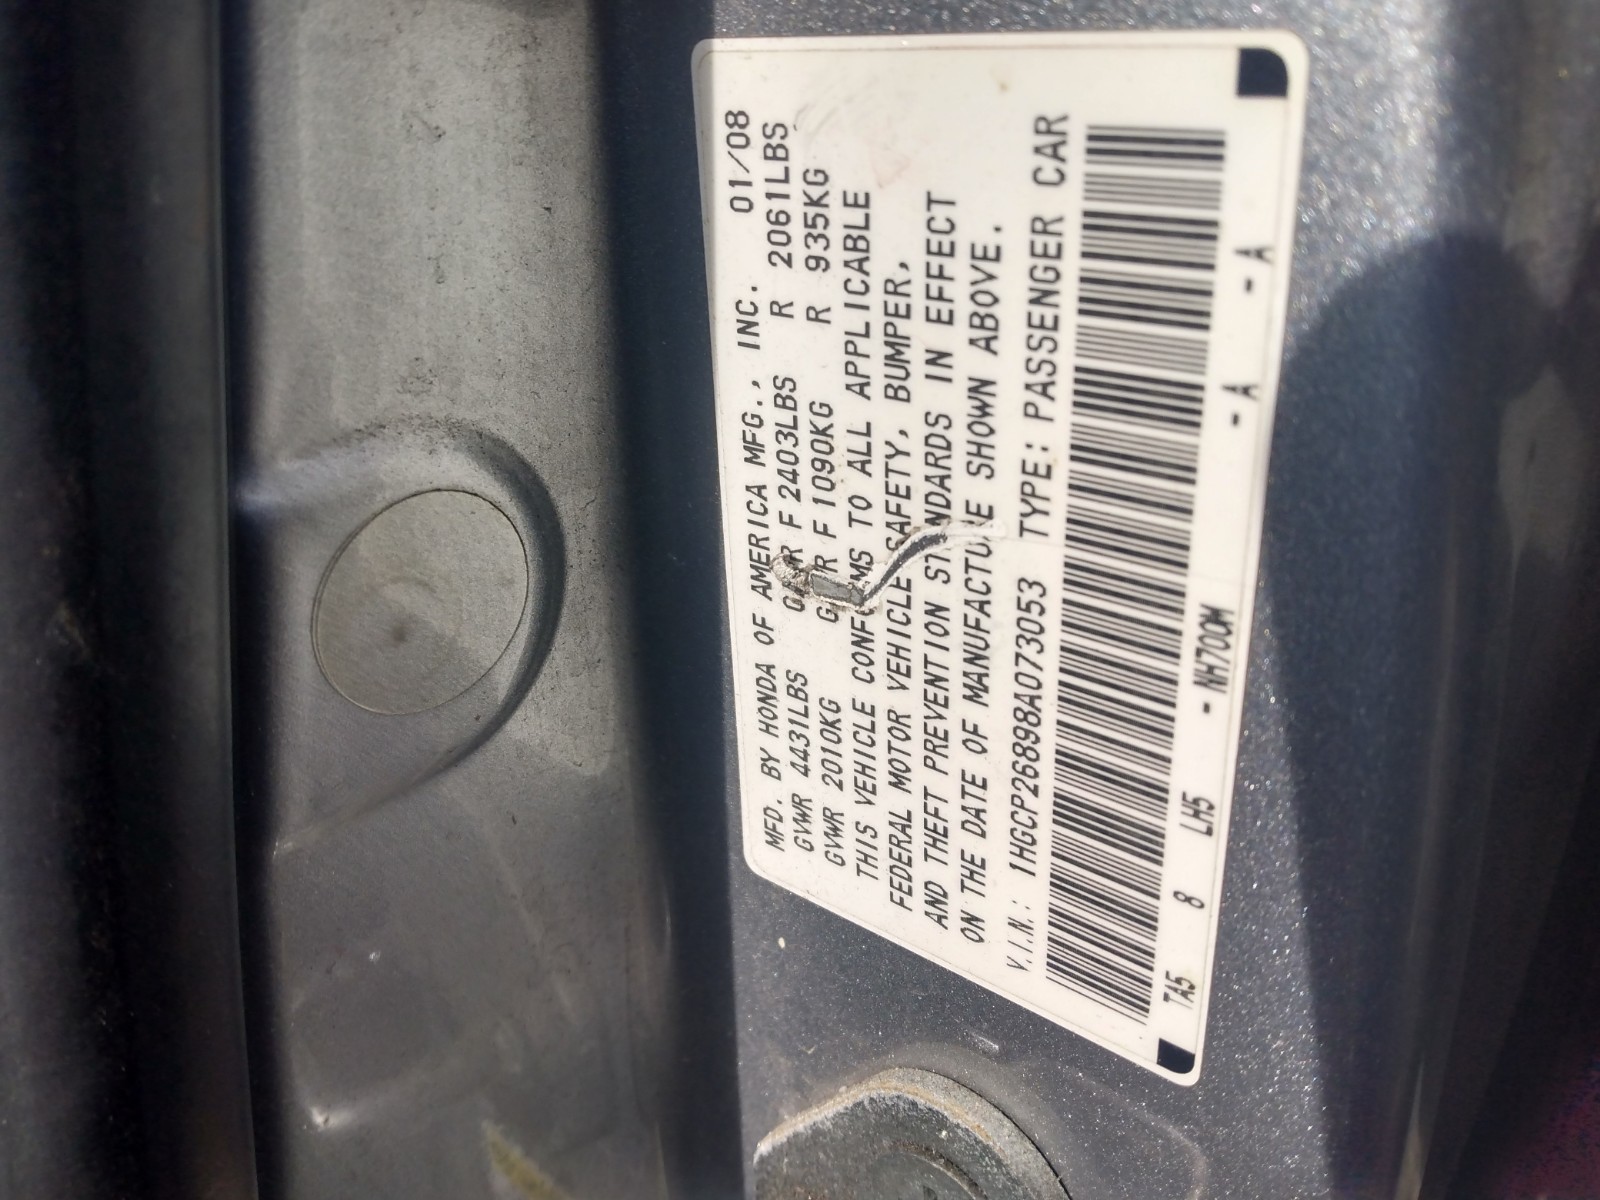 MFD. BY HONDA OF AMERICA MFG., INC. 01/08
GVWR 4431LBS GAWR F 2403LBS R 2061LBS
GVWR 2010KG GAWR F 1090KG R 935KG
THIS VEHICLE CONFORMS TO ALL APPLICABLE
FEDERAL MOTOR VEHICLE SAFETY, BUMPER,
AND THEFT PREVENTION STANDARDS IN EFFECT
ON THE DATE OF MANUFACTURE SHOWN ABOVE.
V.I.N.: 1HGCP26898A073053 TYPE: PASSENGER CAR
TA5 8 LH5 - NH700M - A - A